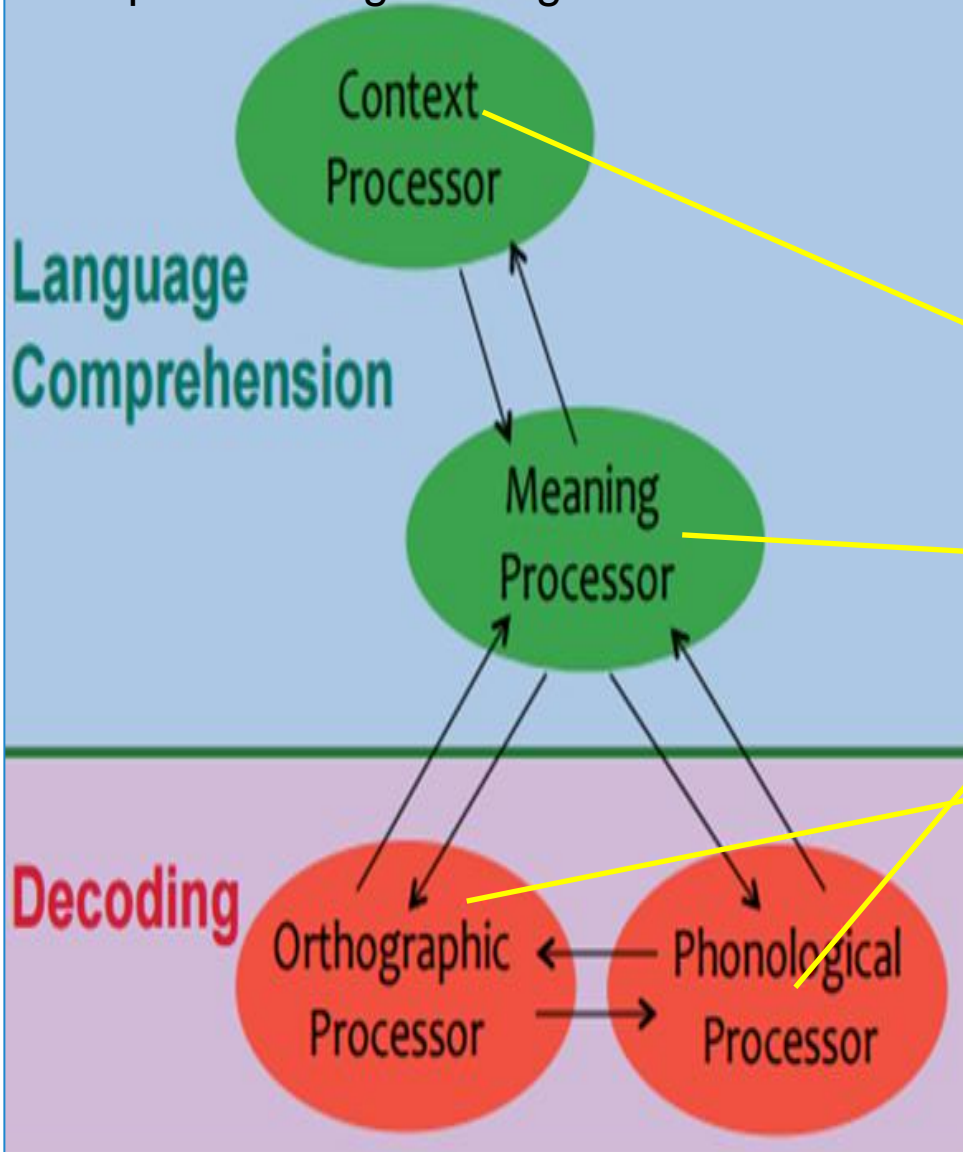 Context
Processor
Language
Comprehension
Meaning
Processor
Decoding
Orthographic
Processor
Phonological
Processor